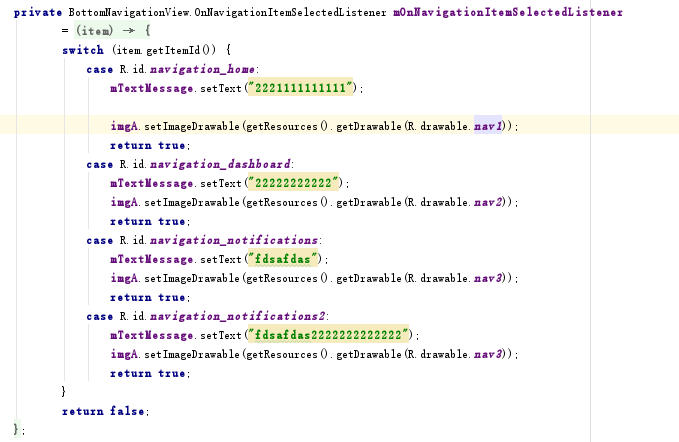 private BottomNavigationView.OnNavigationItemSelectedListener mOnNavigationItemSelectedListener
= (item) → {
switch (item.getItemId()) {
case R.id.navigation_home:
mTextMessage.setText("2221111111111");
imgA.setImageDrawable(getResources().getDrawable(R.drawable.nav1));
return true;
case R.id.navigation_dashboard:
mTextMessage.setText("22222222222");
imgA.setImageDrawable(getResources().getDrawable(R.drawable.nav2));
return true;
case R.id.navigation_notifications:
mTextMessage.setText("fdsafdas");
imgA.setImageDrawable(getResources().getDrawable(R.drawable.nav3));
return true;
case R.id.navigation_notifications2:
mTextMessage.setText("fdsafdas2222222222222");
imgA.setImageDrawable(getResources().getDrawable(R.drawable.nav3));
return true;
}
return false;
};